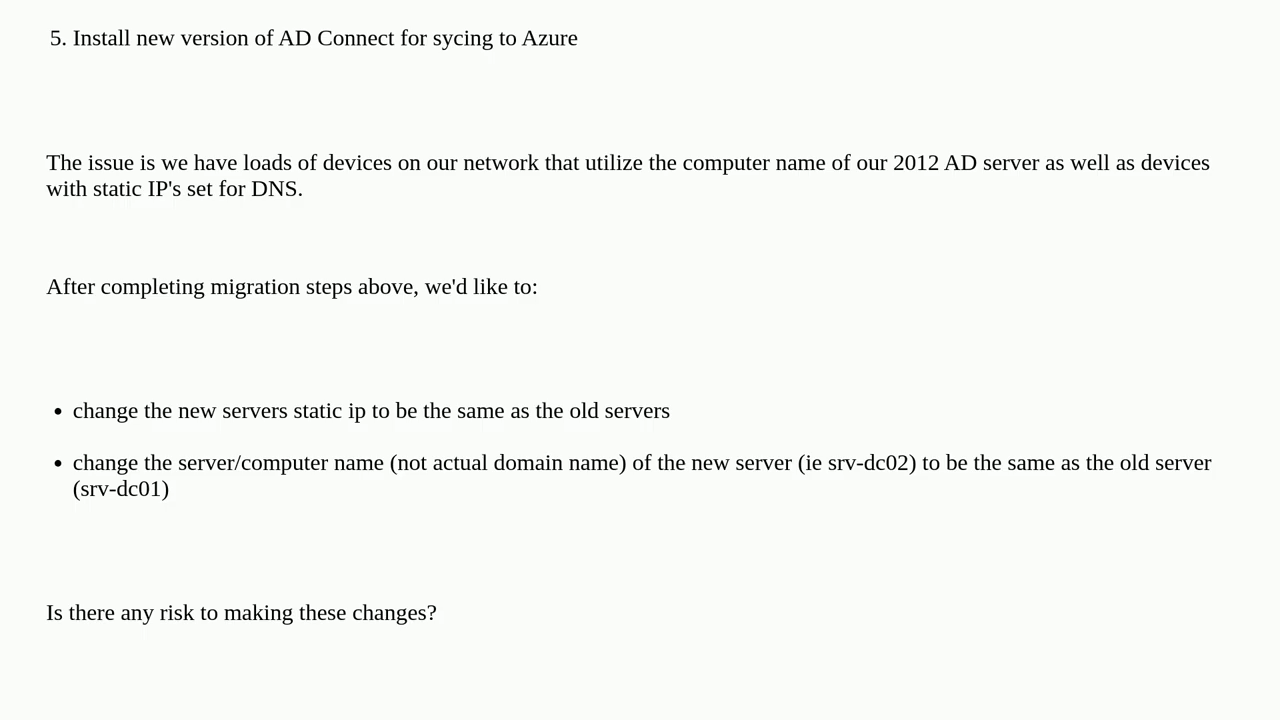 5. Install new version of AD Connect for sycing to Azure
The issue is we have loads of devices on our network that utilize the computer name of our 2012 AD server as well as devices
with static IP's set for DNS.
After completing migration steps above, we'd like to:
• change the new servers static ip to be the same as the old servers
• change the server/computer name (not actual domain name) of the new server (ie srv-dc02) to be the same as the old server
(srv-dc01)
Is there any risk to making these changes?